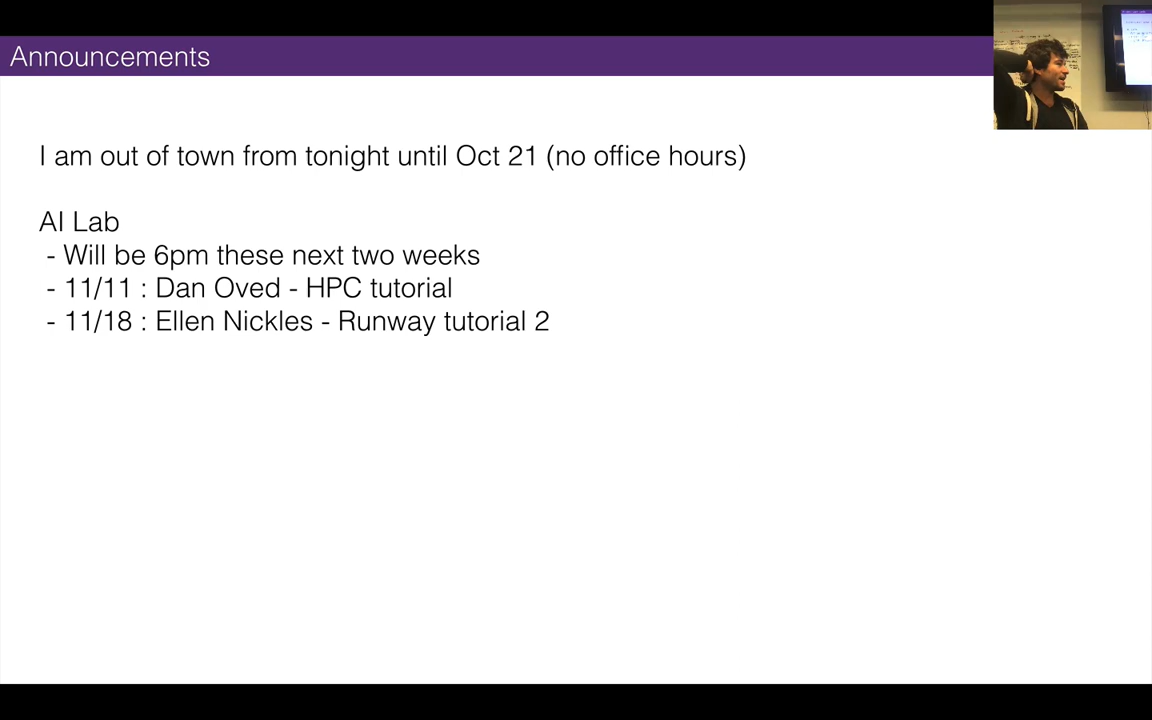 Announcements
I am out of town from tonight until Oct 21 (no office hours)
AI Lab
- Will be 6pm these next two weeks
- 11/11 : Dan Oved - HPC tutorial
- 11/18 : Ellen Nickles - Runway tutorial 2